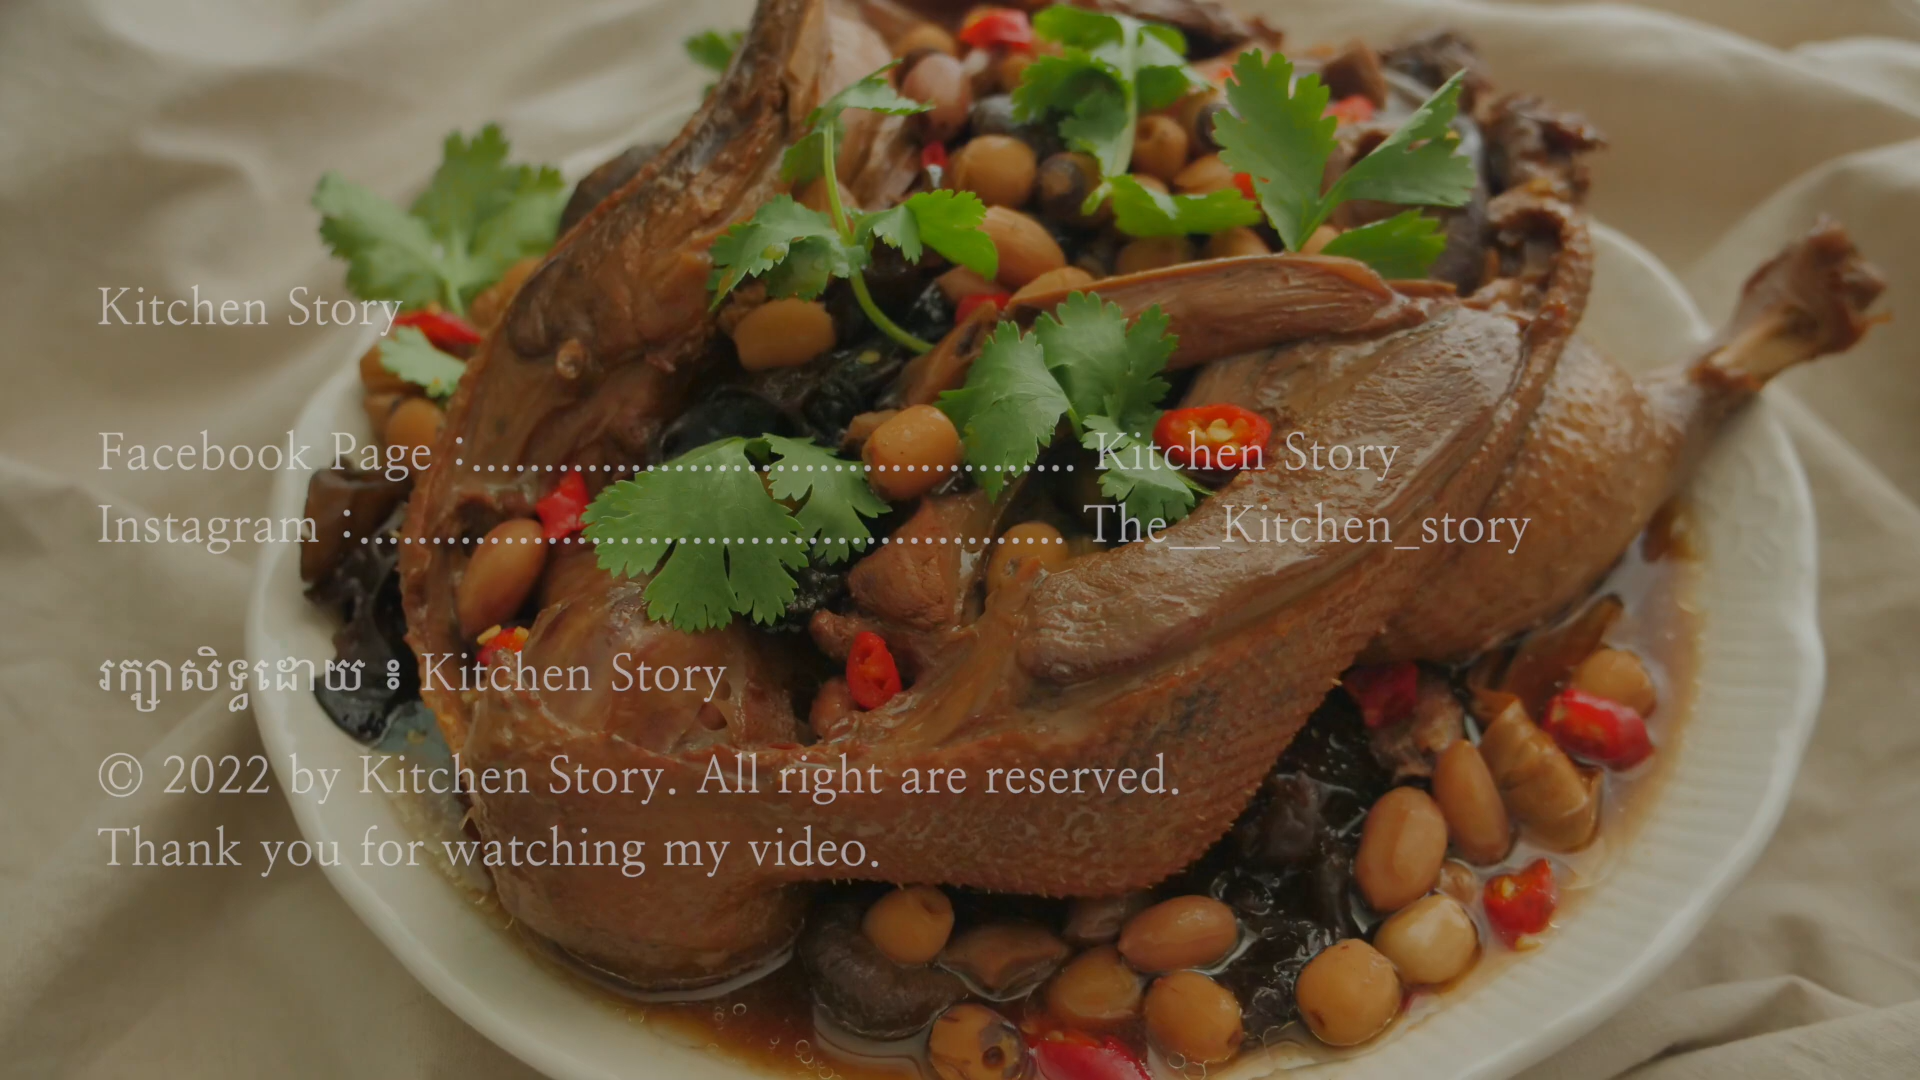 Kitchen Story
Facebook Page :................................................ Kitchen Story
Instagram :........................................................ The__Kitchen_story
រក្សាសិទ្ធដោយ ៖ Kitchen Story
© 2022 by Kitchen Story. All right are reserved.
Thank you for watching my video.